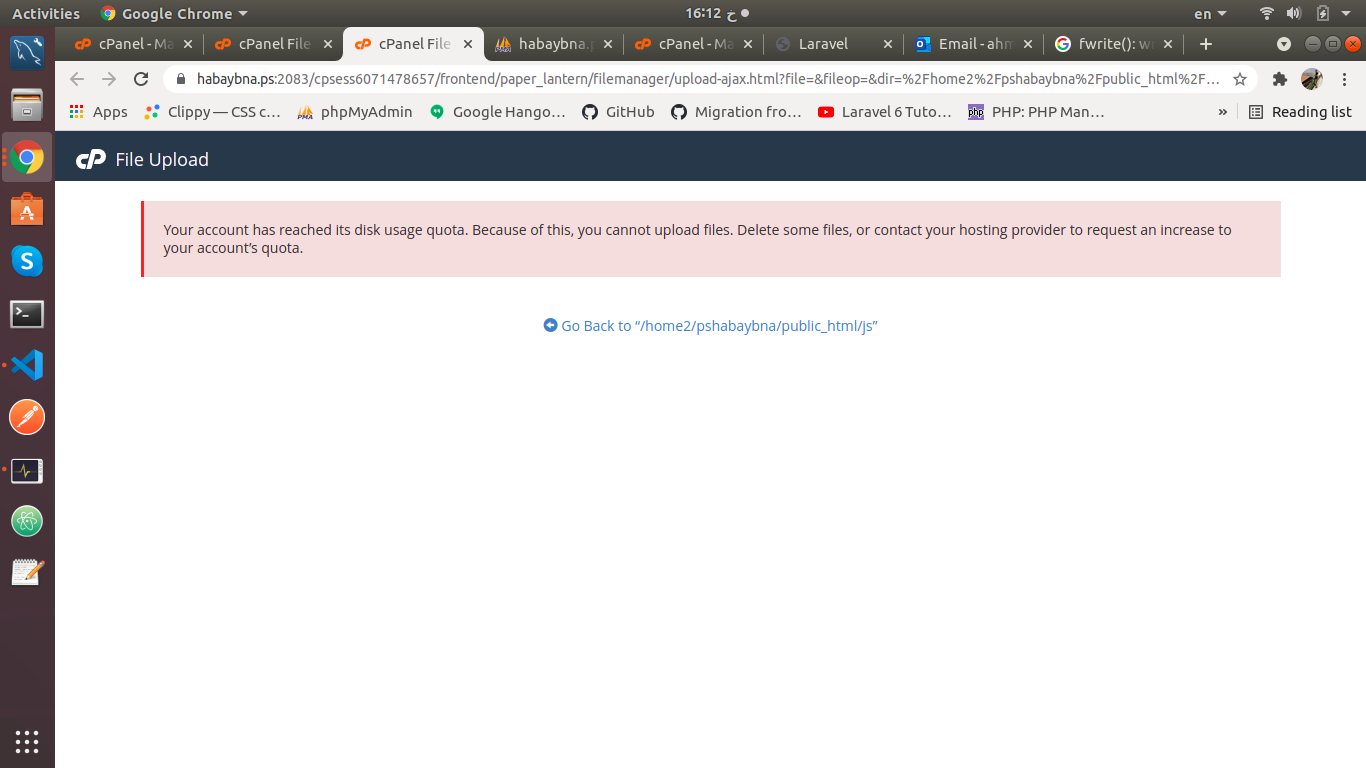 Activities Google Chrome 16:12 خ en
cPanel - Ma cPanel File cPanel File habaybna.p cPanel - Ma Laravel Email - ahm fwrite(): wr
habaybna.ps:2083/cpsess6071478657/frontend/paper_lantern/filemanager/upload-ajax.html?file=&fileop=&dir=%2Fhome2%2Fpshabaybna%2Fpublic_html%2F...
Apps Clippy — CSS c... phpMyAdmin Google Hango... GitHub Migration fro... Laravel 6 Tuto... PHP: PHP Man... » Reading list
cP File Upload
Your account has reached its disk usage quota. Because of this, you cannot upload files. Delete some files, or contact your hosting provider to request an increase to
your account’s quota.
Go Back to “/home2/pshabaybna/public_html/js”